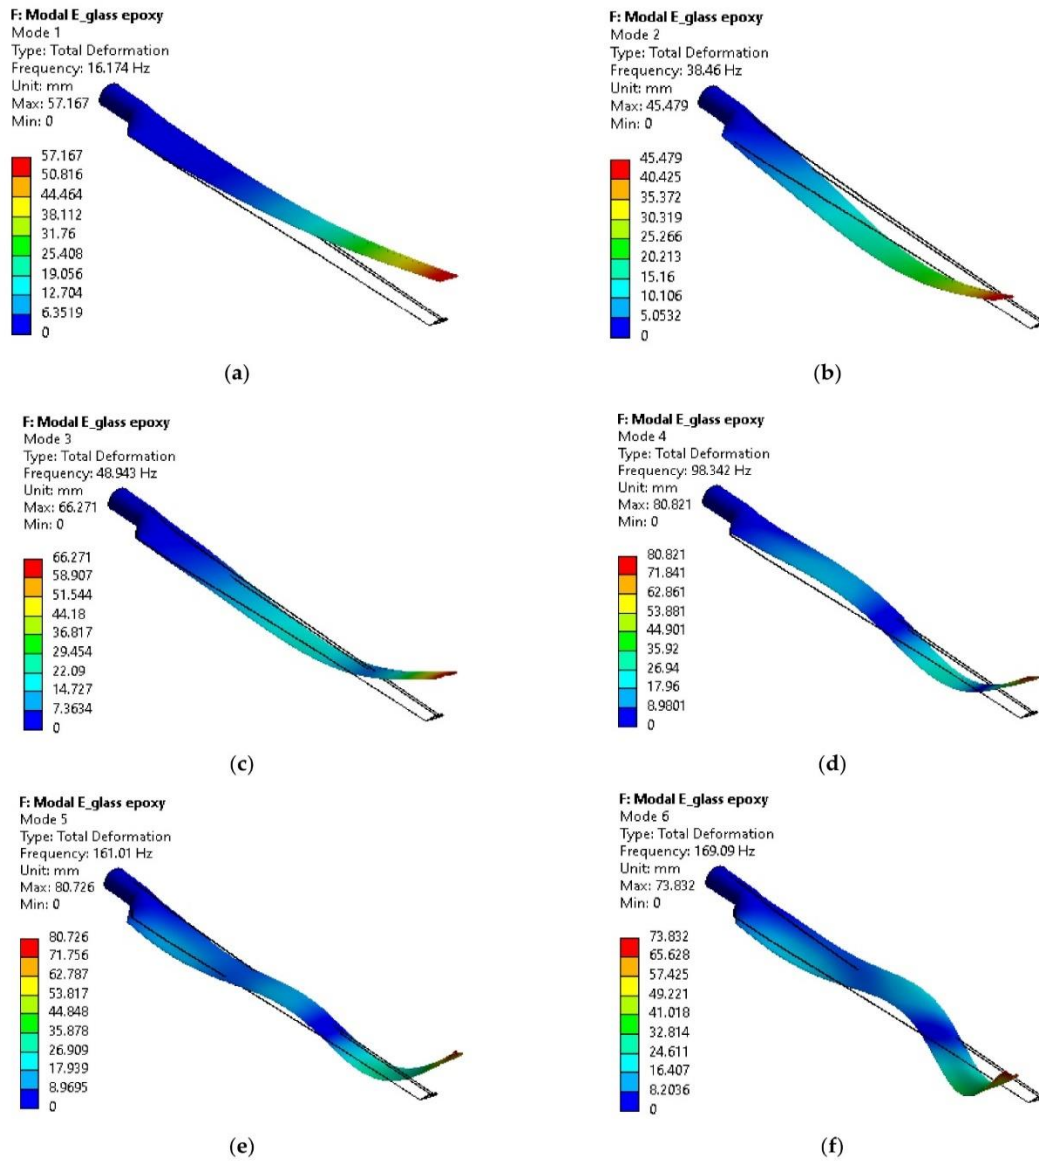 F: Modal E_glass epoxy
Mode 1
Type: Total Deformation
Frequency: 16.174 Hz
Unit: mm
Max: 57.167
Min: 0
57.167
50.816
44.464
38.112
31.76
25.408
19.056
12.704
6.3519
0
(a)
F: Modal E_glass epoxy
Mode 2
Type: Total Deformation
Frequency: 38.46 Hz
Unit: mm
Max: 45.479
Min: 0
45.479
40.425
35.372
30.319
25.266
20.213
15.16
10.106
5.0532
0
(b)
F: Modal E_glass epoxy
Mode 3
Type: Total Deformation
Frequency: 48.943 Hz
Unit: mm
Max: 66.271
Min: 0
66.271
58.907
51.544
44.18
36.817
29.454
22.09
14.727
7.3634
0
(c)
F: Modal E_glass epoxy
Mode 4
Type: Total Deformation
Frequency: 98.342 Hz
Unit: mm
Max: 80.821
Min: 0
80.821
71.841
62.861
53.881
44.901
35.92
26.94
17.96
8.9801
0
(d)
F: Modal E_glass epoxy
Mode 5
Type: Total Deformation
Frequency: 161.01 Hz
Unit: mm
Max: 80.726
Min: 0
80.726
71.756
62.787
53.817
44.848
35.878
26.909
17.939
8.9695
0
(e)
F: Modal E_glass epoxy
Mode 6
Type: Total Deformation
Frequency: 169.09 Hz
Unit: mm
Max: 73.832
Min: 0
73.832
65.628
57.425
49.221
41.018
32.814
24.611
16.407
8.2036
0
(f)